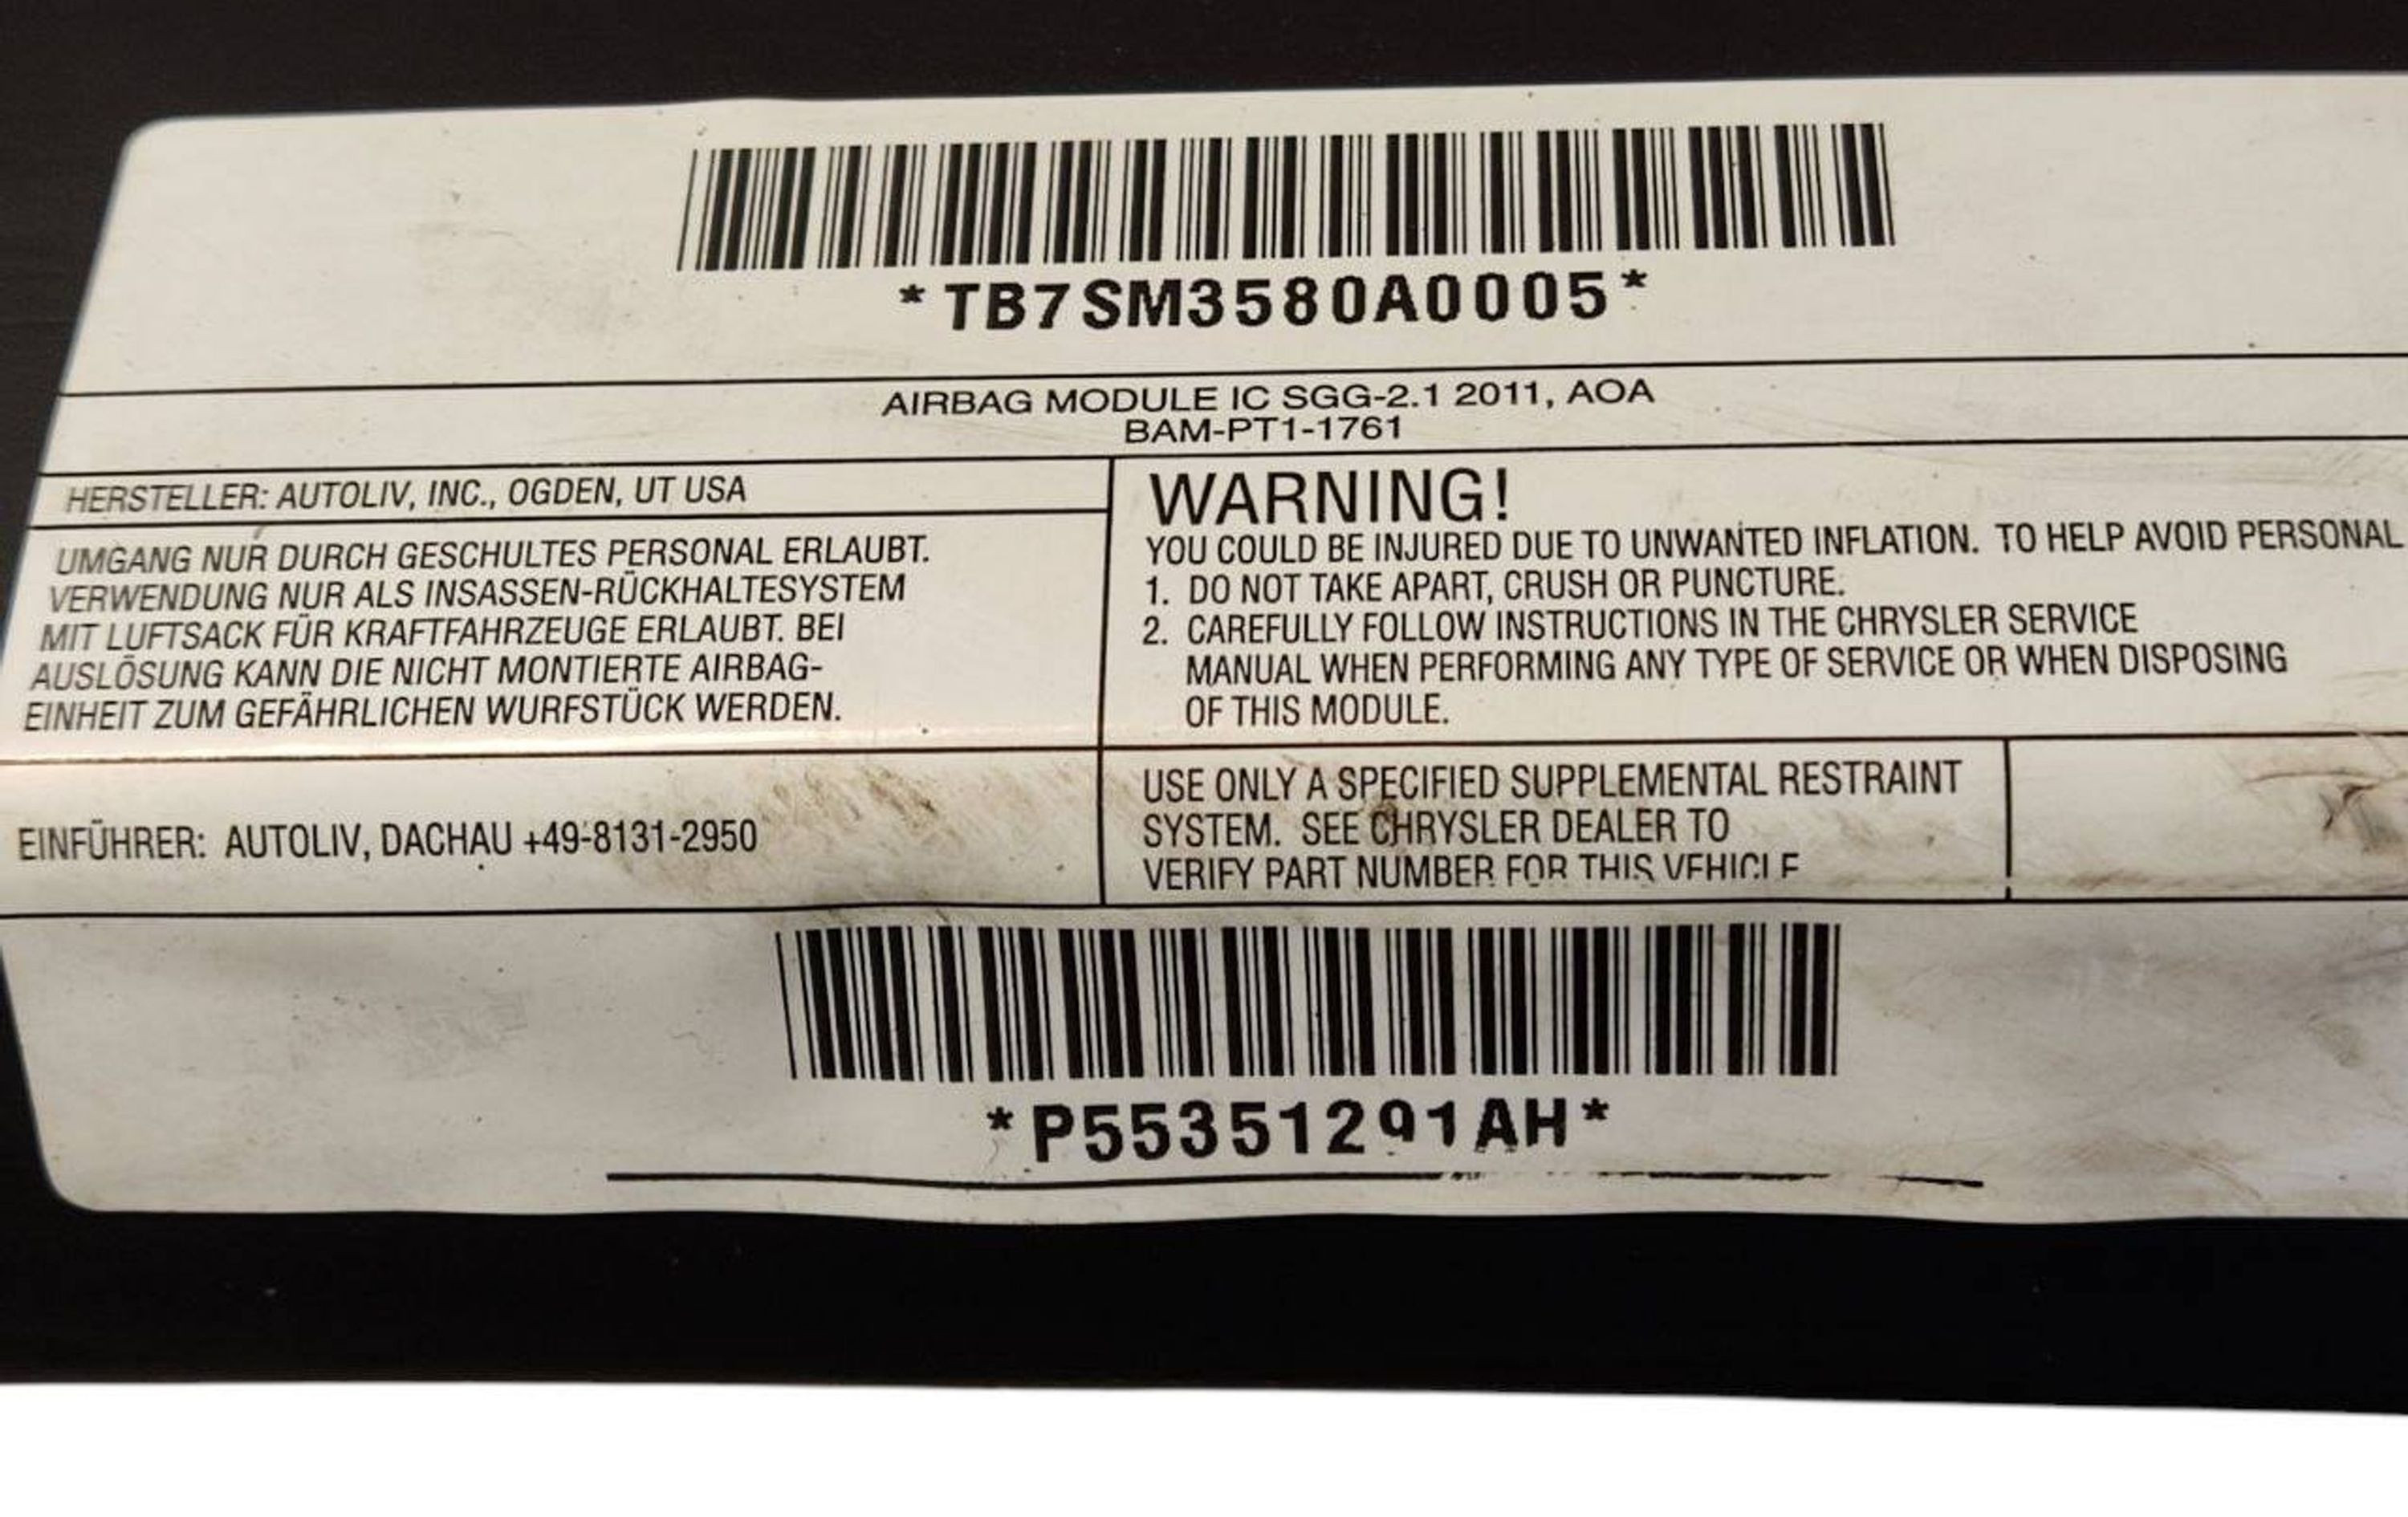 *TB7SM3580A0005*
AIRBAG MODULE IC SGG-2.1 2011, AOA
BAM-PT1-1761
HERSTELLER: AUTOLIV, INC., OGDEN, UT USA
UMGANG NUR DURCH GESCHULTES PERSONAL ERLAUBT.
VERWENDUNG NUR ALS INSASSEN-RÜCKHALTESYSTEM
MIT LUFTSACK FÜR KRAFTFAHRZEUGE ERLAUBT. BEI
AUSLÖSUNG KANN DIE NICHT MONTIERTE AIRBAG-
EINHEIT ZUM GEFÄHRLICHEN WURFSTÜCK WERDEN.
EINFÜHRER: AUTOLIV, DACHAU +49-8131-2950
WARNING!
YOU COULD BE INJURED DUE TO UNWANTED INFLATION. TO HELP AVOID PERSONAL
1. DO NOT TAKE APART, CRUSH OR PUNCTURE.
2. CAREFULLY FOLLOW INSTRUCTIONS IN THE CHRYSLER SERVICE
MANUAL WHEN PERFORMING ANY TYPE OF SERVICE OR WHEN DISPOSING
OF THIS MODULE.
USE ONLY A SPECIFIED SUPPLEMENTAL RESTRAINT
SYSTEM. SEE CHRYSLER DEALER TO
VERIFY PART NUMBER FOR THIS VEHICLE
*P55351291AH*